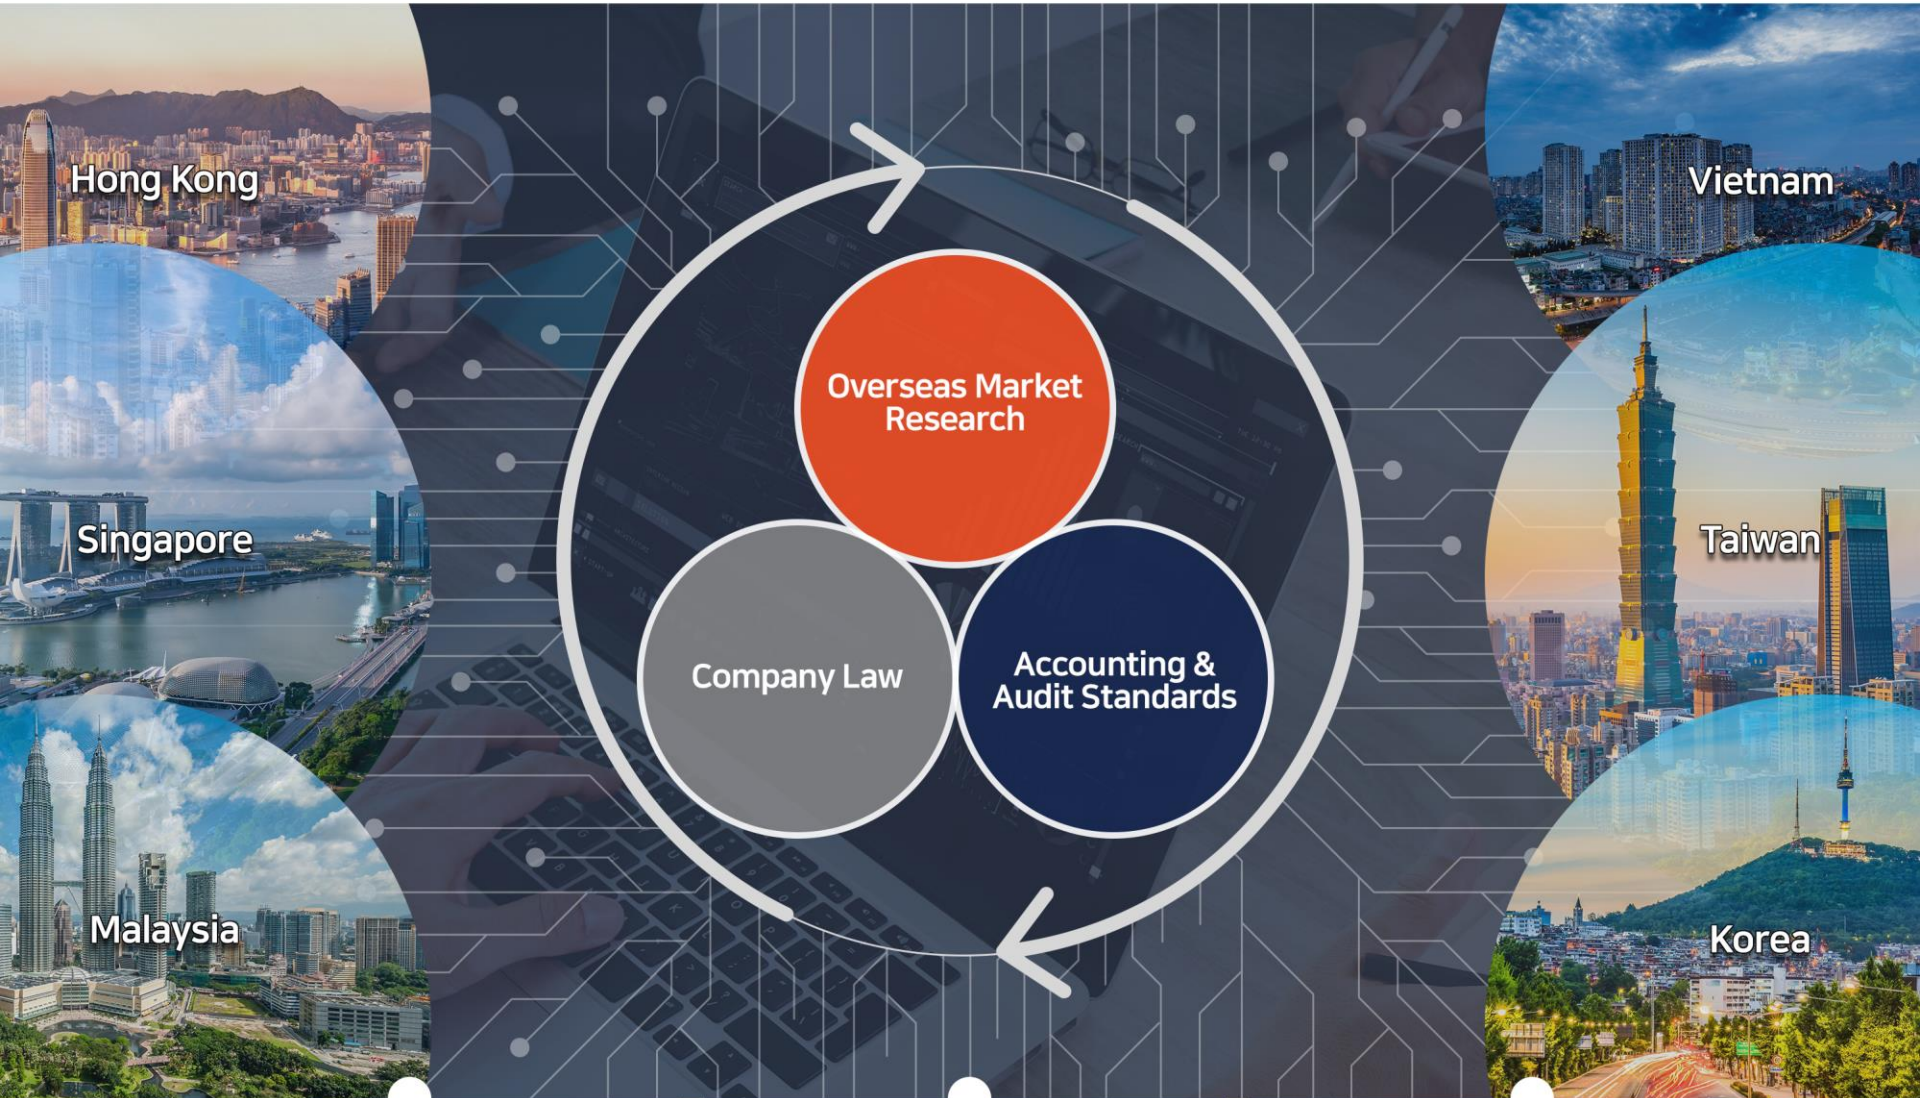 Hong Kong
Vietnam
Overseas Market
Research
Singapore
Taiwan
Company Law
Accounting &
Audit Standards
Malaysia
Korea